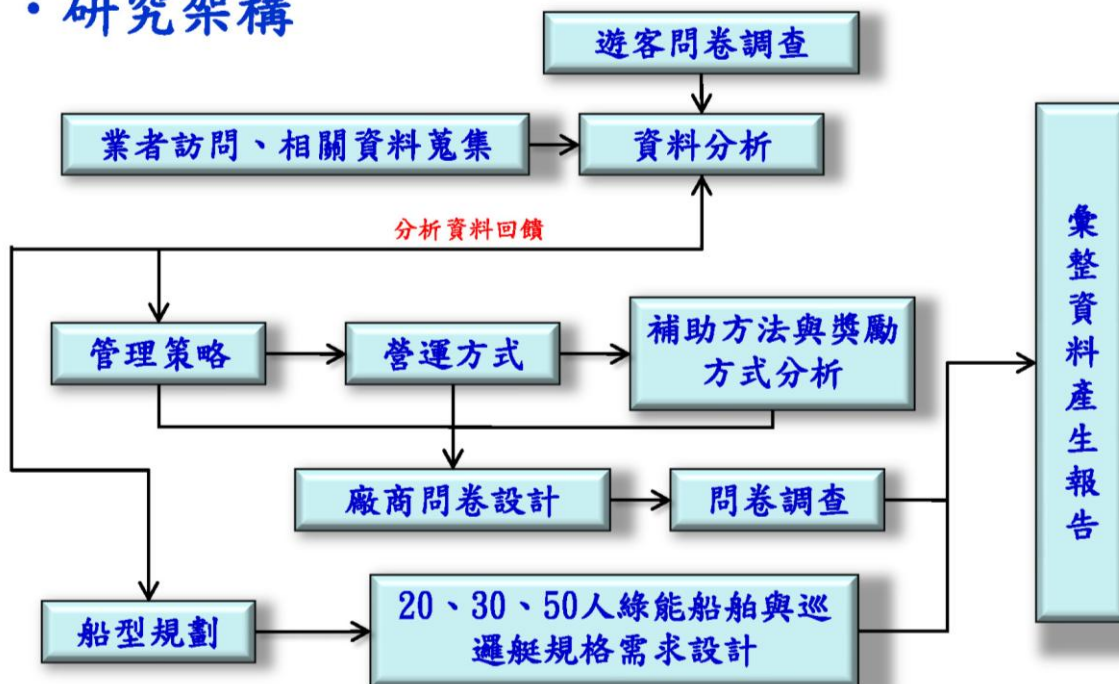 ・研究架構
遊客問卷調查
業者訪問、相關資料蒐集
資料分析
分析資料回饋
管理策略
營運方式
補助方法與獎勵
方式分析
廠商問卷設計
問卷調查
船型規劃
20、30、50人綠能船舶與巡
邏艇規格需求設計
彙整資料產生報告